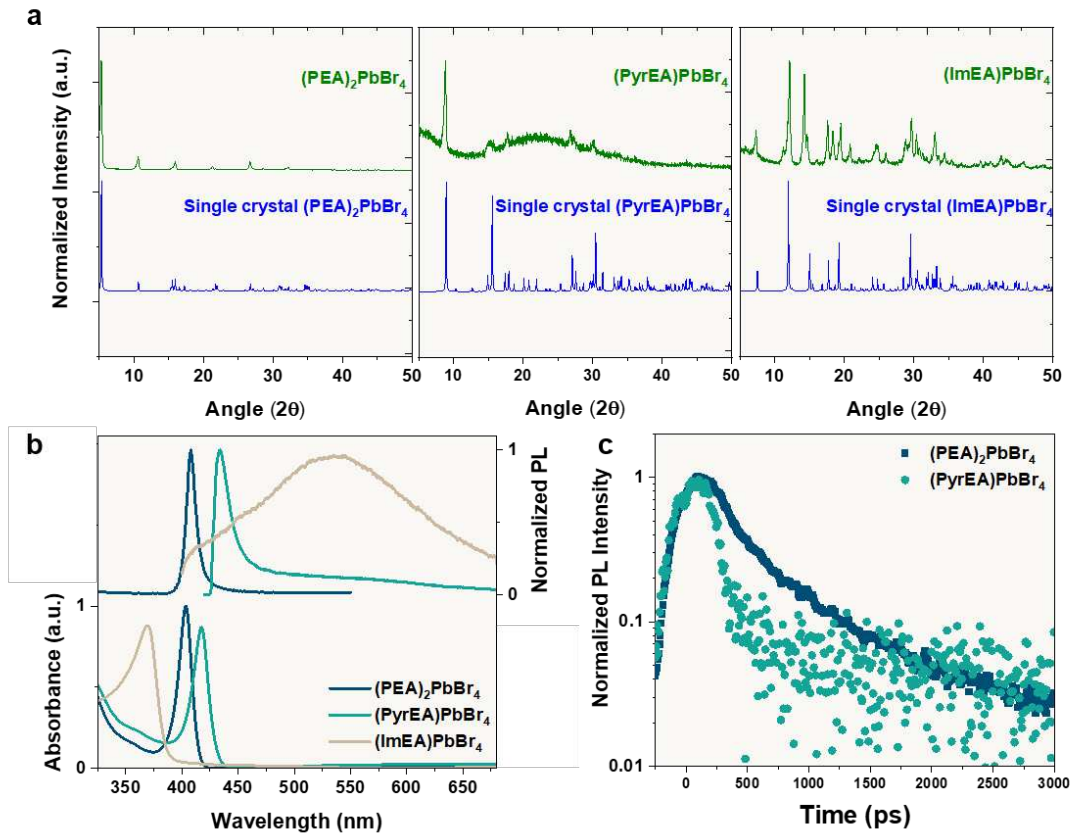 a
Normalized Intensity (a.u.)
(PEA)₂PbBr₄
Single crystal (PEA)₂PbBr₄
10 20 30 40 50
Angle (2θ)
(PyrEA)PbBr₄
Single crystal (PyrEA)PbBr₄
10 20 30 40 50
Angle (2θ)
(ImEA)PbBr₄
Single crystal (ImEA)PbBr₄
10 20 30 40 50
Angle (2θ)
b
Absorbance (a.u.)
1
0
Normalized PL
1
0
(PEA)₂PbBr₄
(PyrEA)PbBr₄
(ImEA)PbBr₄
350 400 450 500 550 600 650
Wavelength (nm)
c
Normalized PL Intensity
1
0.1
0.01
(PEA)₂PbBr₄
(PyrEA)PbBr₄
0 500 1000 1500 2000 2500 3000
Time (ps)